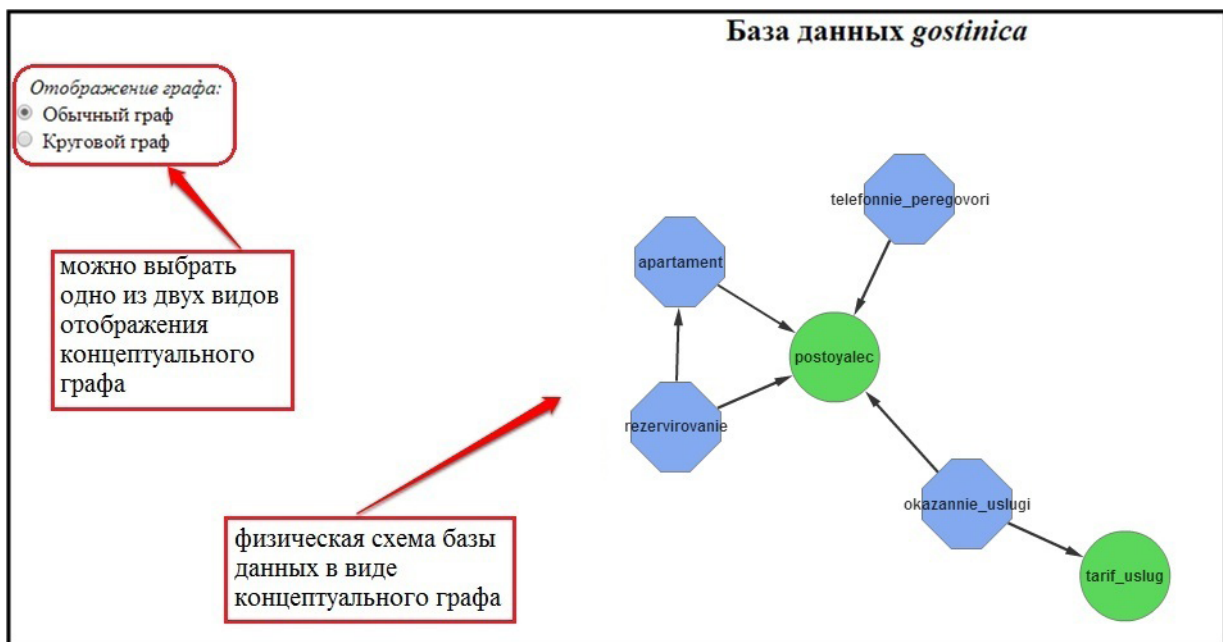 База данных gostinica
Отображение графа:
Обычный граф
Круговой граф
можно выбрать
одно из двух видов
отображения
концептуального
графа
физическая схема базы
данных в виде
концептуального графа
telefonnie_peregovori
apartament
postoyalec
rezervirovanie
okazannie_uslugi
tarif_uslug